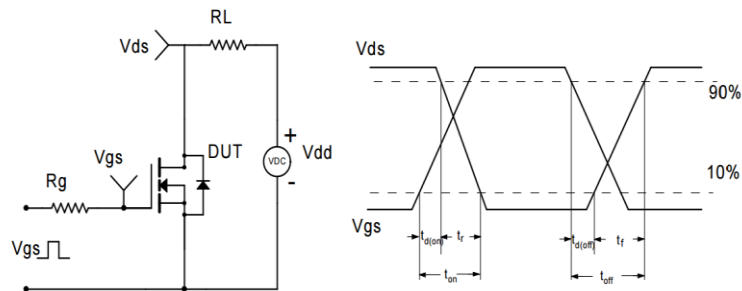 RL
Vds
Vgs
DUT
+
VDC
-
Vdd
Rg
Vgs
Vds
90%
10%
Vgs
td(on)
tr
td(off)
tf
ton
toff